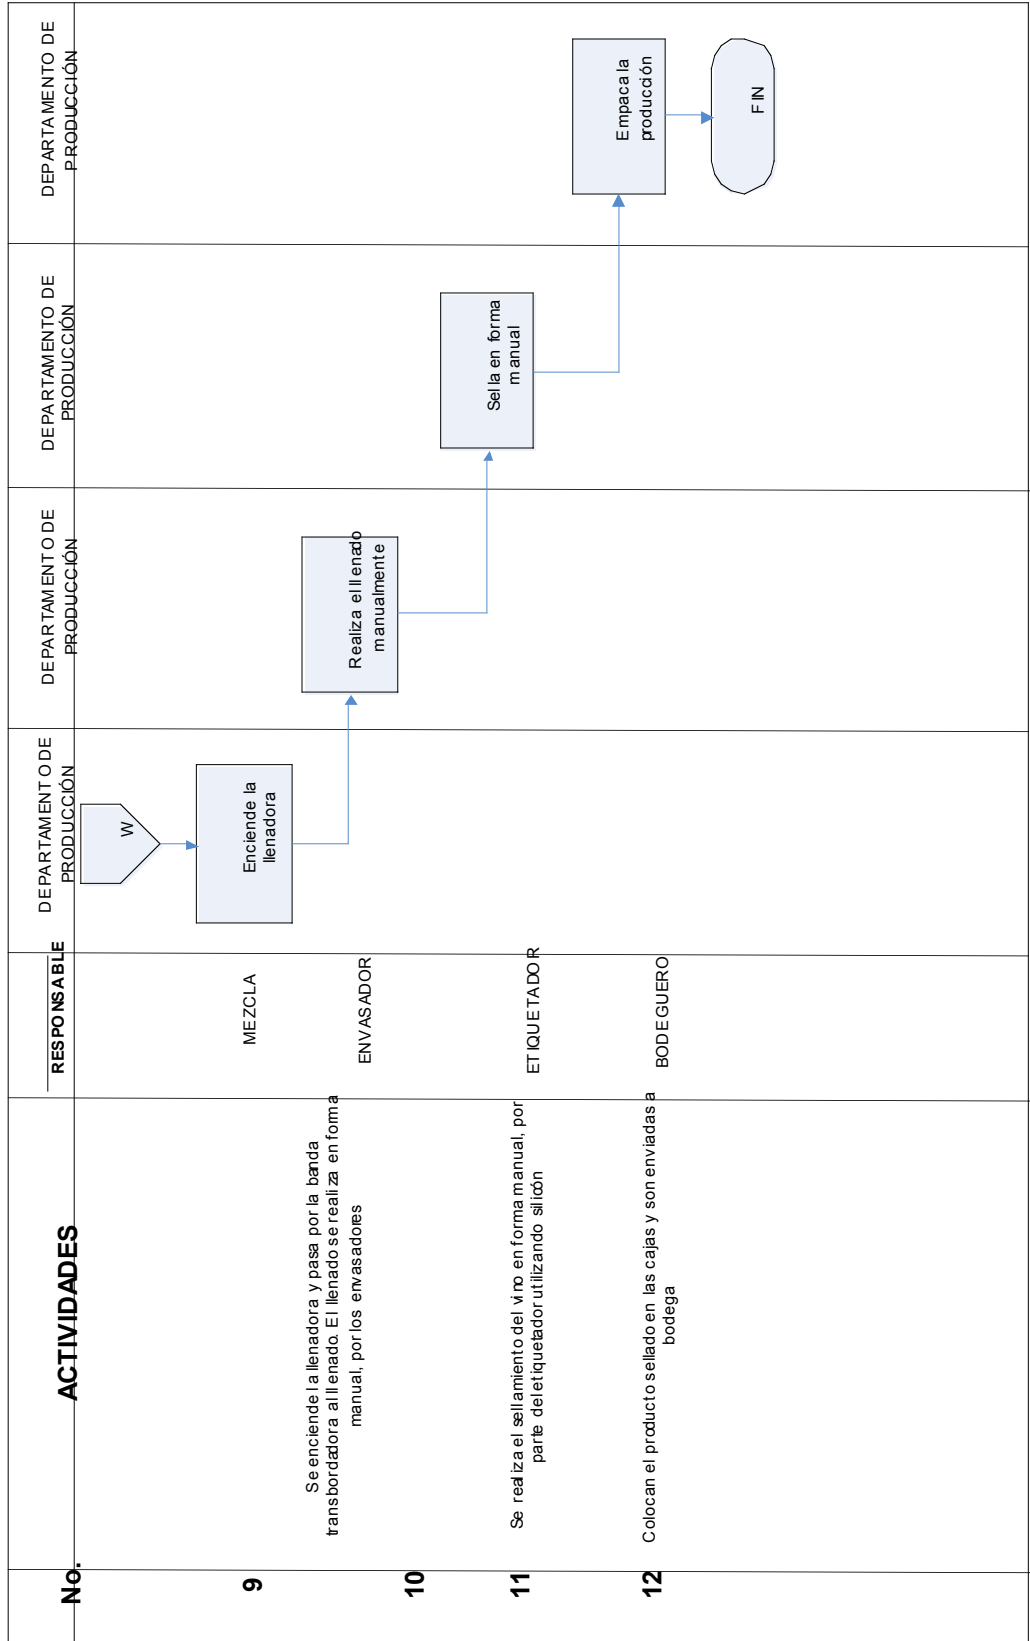 No.
ACTIVIDADES
RESPONSABLE
DEPARTAMENTO DE
PRODUCCIÓN
DEPARTAMENTO DE
PRODUCCIÓN
DEPARTAMENTO DE
PRODUCCIÓN
DEPARTAMENTO DE
PRODUCCIÓN
W
9
MEZCLA
Enciende la
llenadora
Se enciende la llenadora y pasa por la banda
transbordadora al llenado. El llenado se realiza en forma
manual, por los envasadores
10
ENVASADOR
Realiza el llenado
manualmente
11
Se realiza el sellamiento del vino en forma manual, por
parte del etiquetador utilizando silicón
ETIQUETADOR
Sella en forma
manual
12
Colocan el producto sellado en las cajas y son enviadas a
bodega
BODEGUERO
Empaca la
producción
FIN